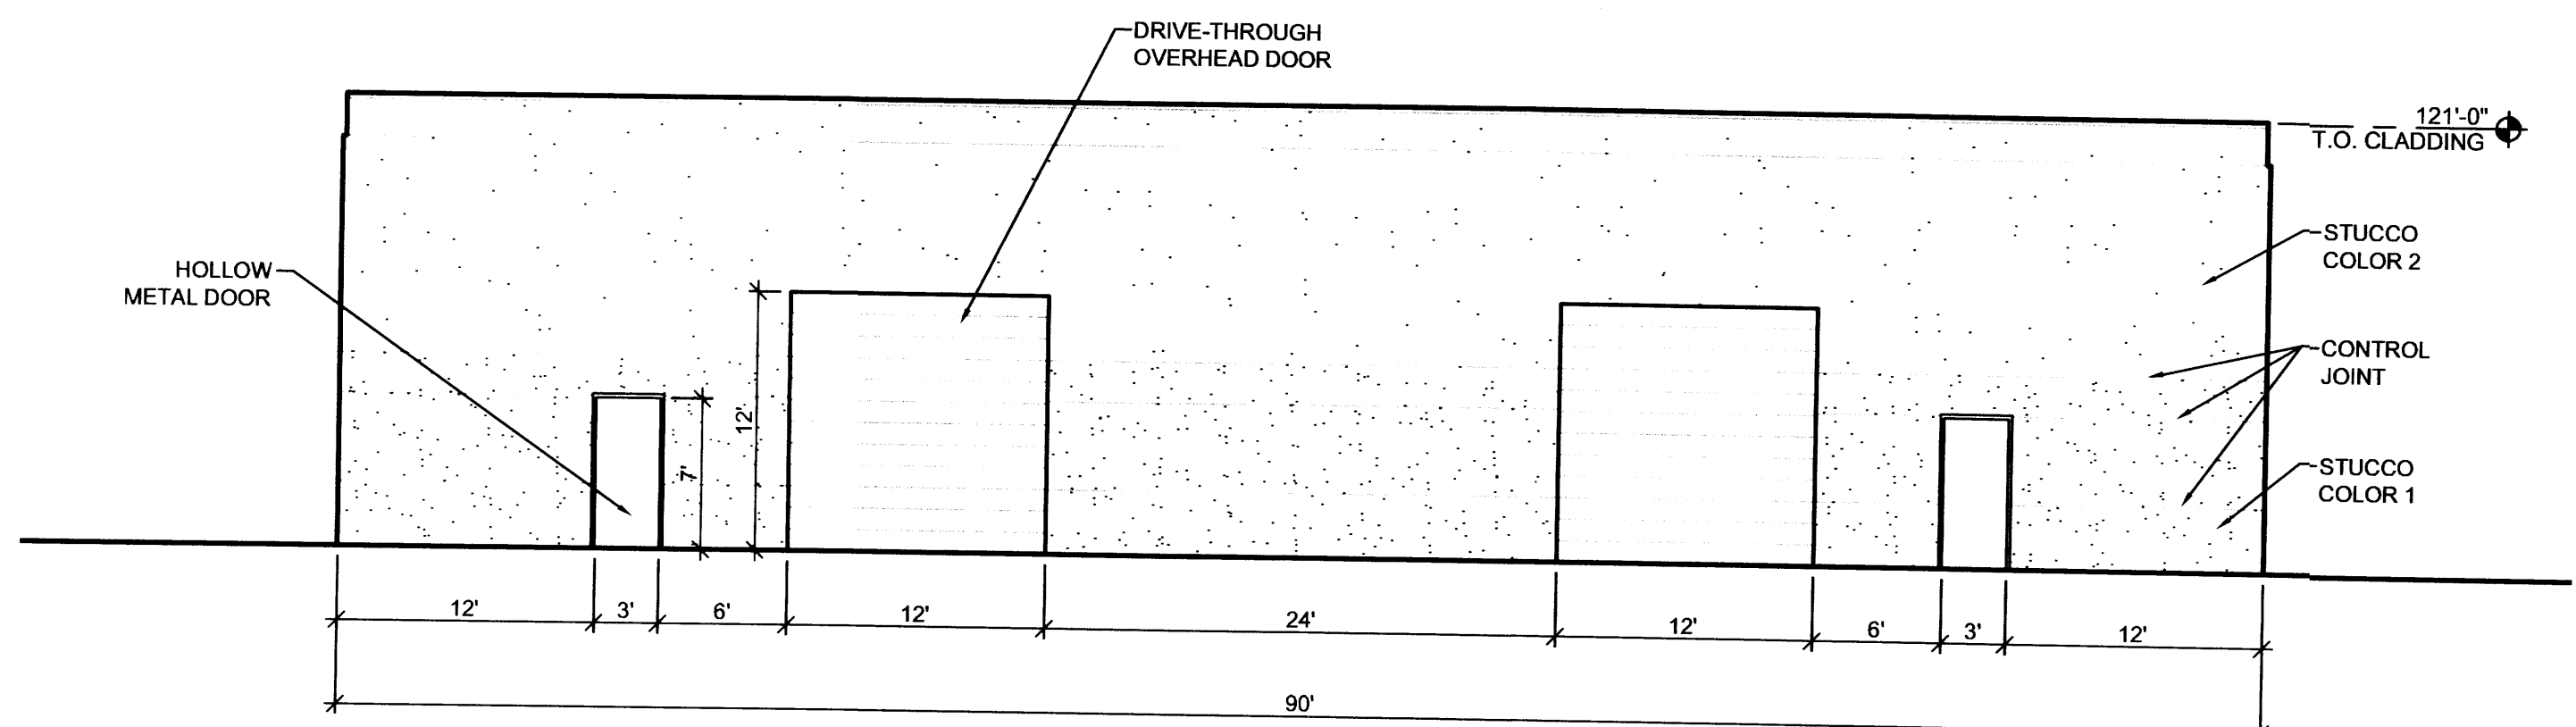 DRIVE-THROUGH
OVERHEAD DOOR
121'-0"
T.O. CLADDING
STUCCO
COLOR 2
HOLLOW
METAL DOOR
CONTROL
JOINT
12'
7'
STUCCO
COLOR 1
12'
3'
6'
12'
24'
12'
6'
3'
12'
90'